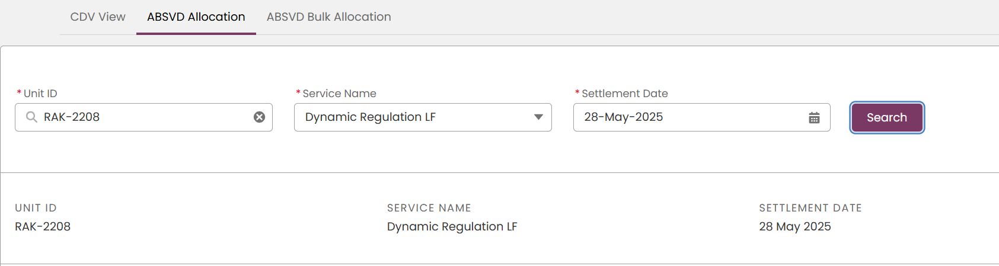 CDV View ABSVD Allocation ABSVD Bulk Allocation
* Unit ID * Service Name * Settlement Date
RAK-2208 Dynamic Regulation LF 28-May-2025 Search
UNIT ID SERVICE NAME SETTLEMENT DATE
RAK-2208 Dynamic Regulation LF 28 May 2025